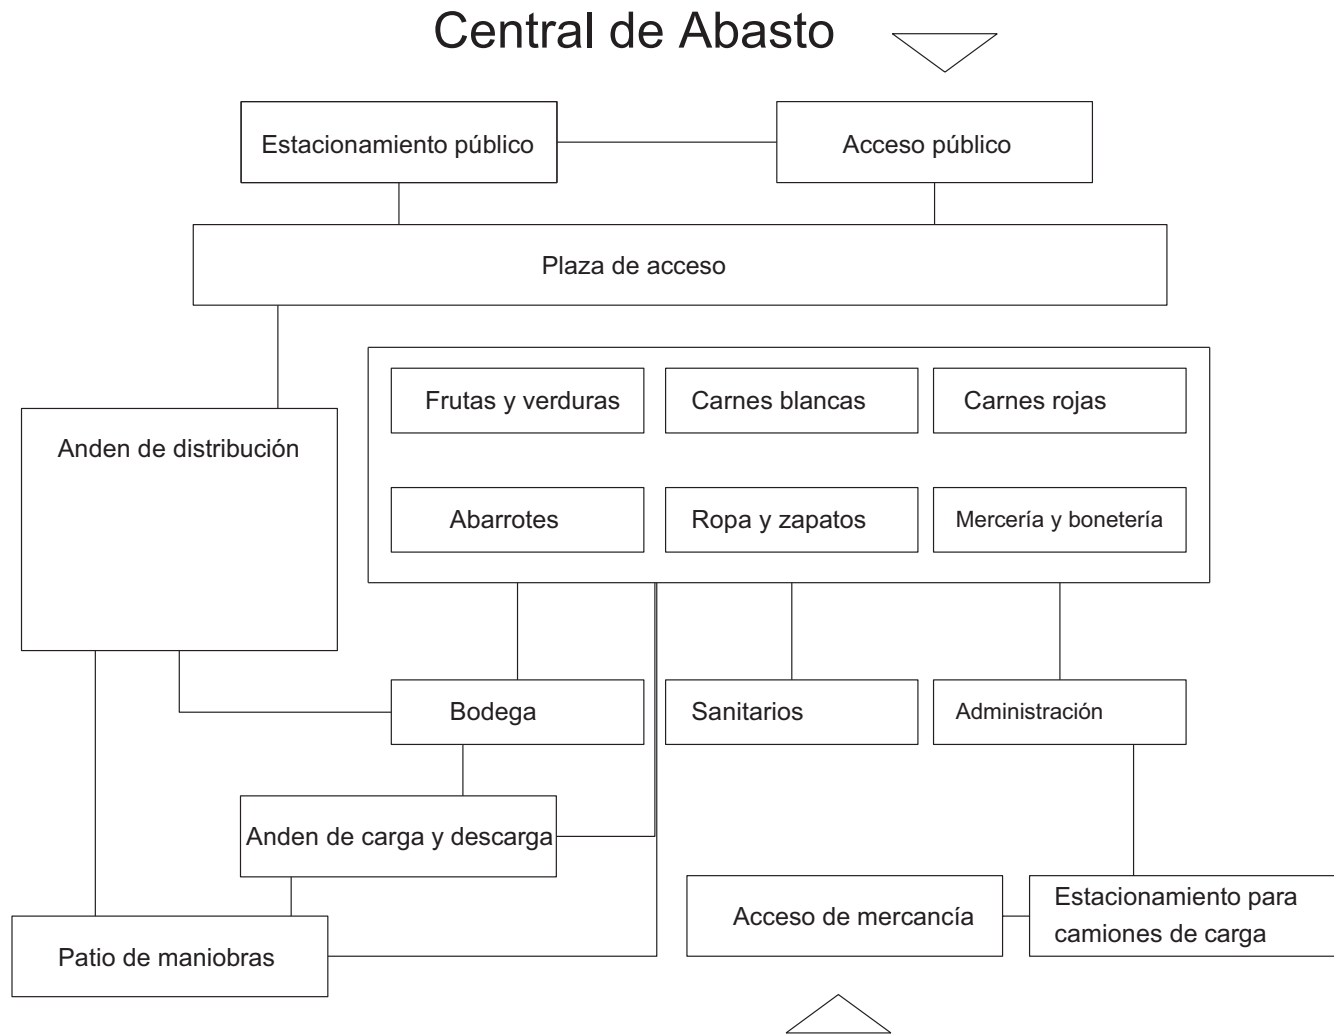 Central de Abasto
Estacionamiento público
Acceso público
Plaza de acceso
Frutas y verduras
Carnes blancas
Carnes rojas
Anden de distribución
Abarrotes
Ropa y zapatos
Mercería y bonetería
Bodega
Sanitarios
Administración
Anden de carga y descarga
Acceso de mercancía
Estacionamiento para
camiones de carga
Patio de maniobras